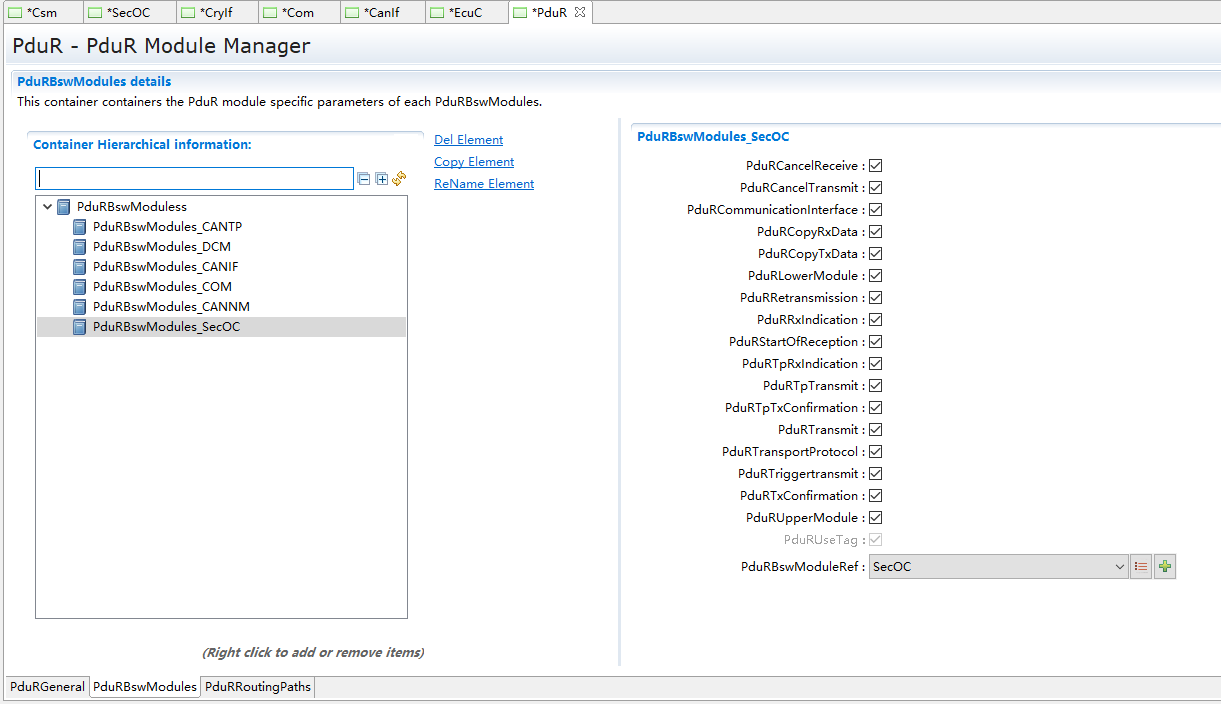 *Csm *SecOC *CryIf *Com *CanIf *EcuC *PduR
PduR - PduR Module Manager
PduRBswModules details
This container containers the PduR module specific parameters of each PduRBswModules.
Container Hierarchical information:
Del Element
Copy Element
ReName Element
PduRBswModuless
PduRBswModules_CANTP
PduRBswModules_DCM
PduRBswModules_CANIF
PduRBswModules_COM
PduRBswModules_CANNM
PduRBswModules_SecOC
(Right click to add or remove items)
PduRBswModules_SecOC
PduRCancelReceive :
PduRCancelTransmit :
PduRCommunicationInterface :
PduRCopyRxData :
PduRCopyTxData :
PduRLowerModule :
PduRRetransmission :
PduRRxIndication :
PduRStartOfReception :
PduRTpRxIndication :
PduRTpTransmit :
PduRTpTxConfirmation :
PduRTransmit :
PduRTransportProtocol :
PduRTriggertransmit :
PduRTxConfirmation :
PduRUpperModule :
PduRUseTag :
PduRBswModuleRef : SecOC
PduRGeneral PduRBswModules PduRRoutingPaths